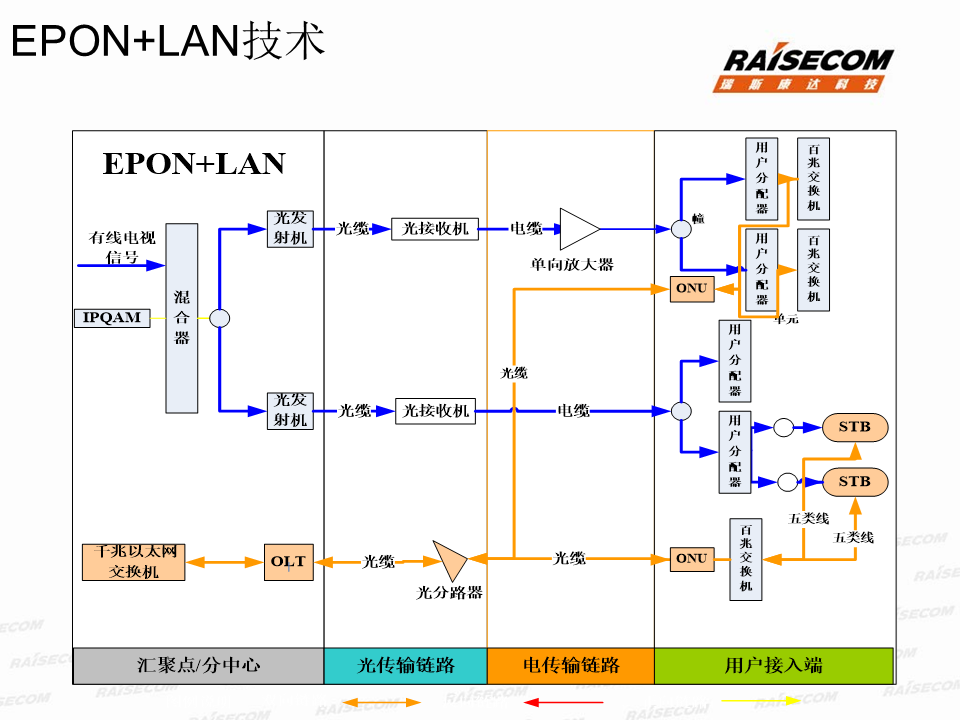 EPON+LAN技术
RAISECOM
瑞斯康达科技
EPON+LAN
有线电视
信号
IPQAM
混
合
器
光发
射机
光缆
光接收机
电缆
单向放大器
幢
用
户
分
配
器
百
兆
交
换
机
用
户
分
配
器
百
兆
交
换
机
ONU
单元
光缆
光发
射机
光缆
光接收机
电缆
用
户
分
配
器
用
户
分
配
器
STB
STB
五类线
五类线
千兆以太网
交换机
OLT
光缆
光分路器
光缆
ONU
百
兆
交
换
机
汇聚点/分中心
光传输链路
电传输链路
用户接入端